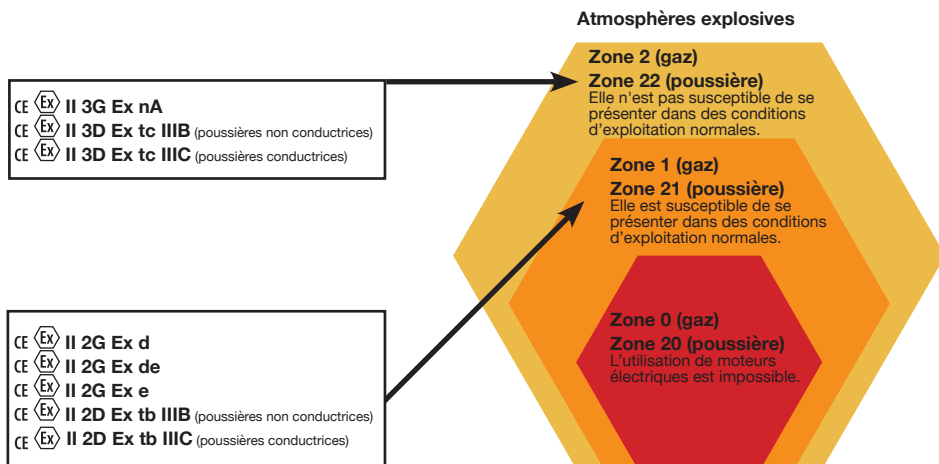 Atmosphères explosives
CE Ex II 3G Ex nA
CE Ex II 3D Ex tc IIIB (poussières non conductrices)
CE Ex II 3D Ex tc IIIC (poussières conductrices)
Zone 2 (gaz)
Zone 22 (poussière)
Elle n'est pas susceptible de se
présenter dans des conditions
d'exploitation normales.
Zone 1 (gaz)
Zone 21 (poussière)
Elle est susceptible de se
présenter dans des conditions
d'exploitation normales.
Zone 0 (gaz)
Zone 20 (poussière)
L'utilisation de moteurs
électriques est impossible.
CE Ex II 2G Ex d
CE Ex II 2G Ex de
CE Ex II 2G Ex e
CE Ex II 2D Ex tb IIIB (poussières non conductrices)
CE Ex II 2D Ex tb IIIC (poussières conductrices)